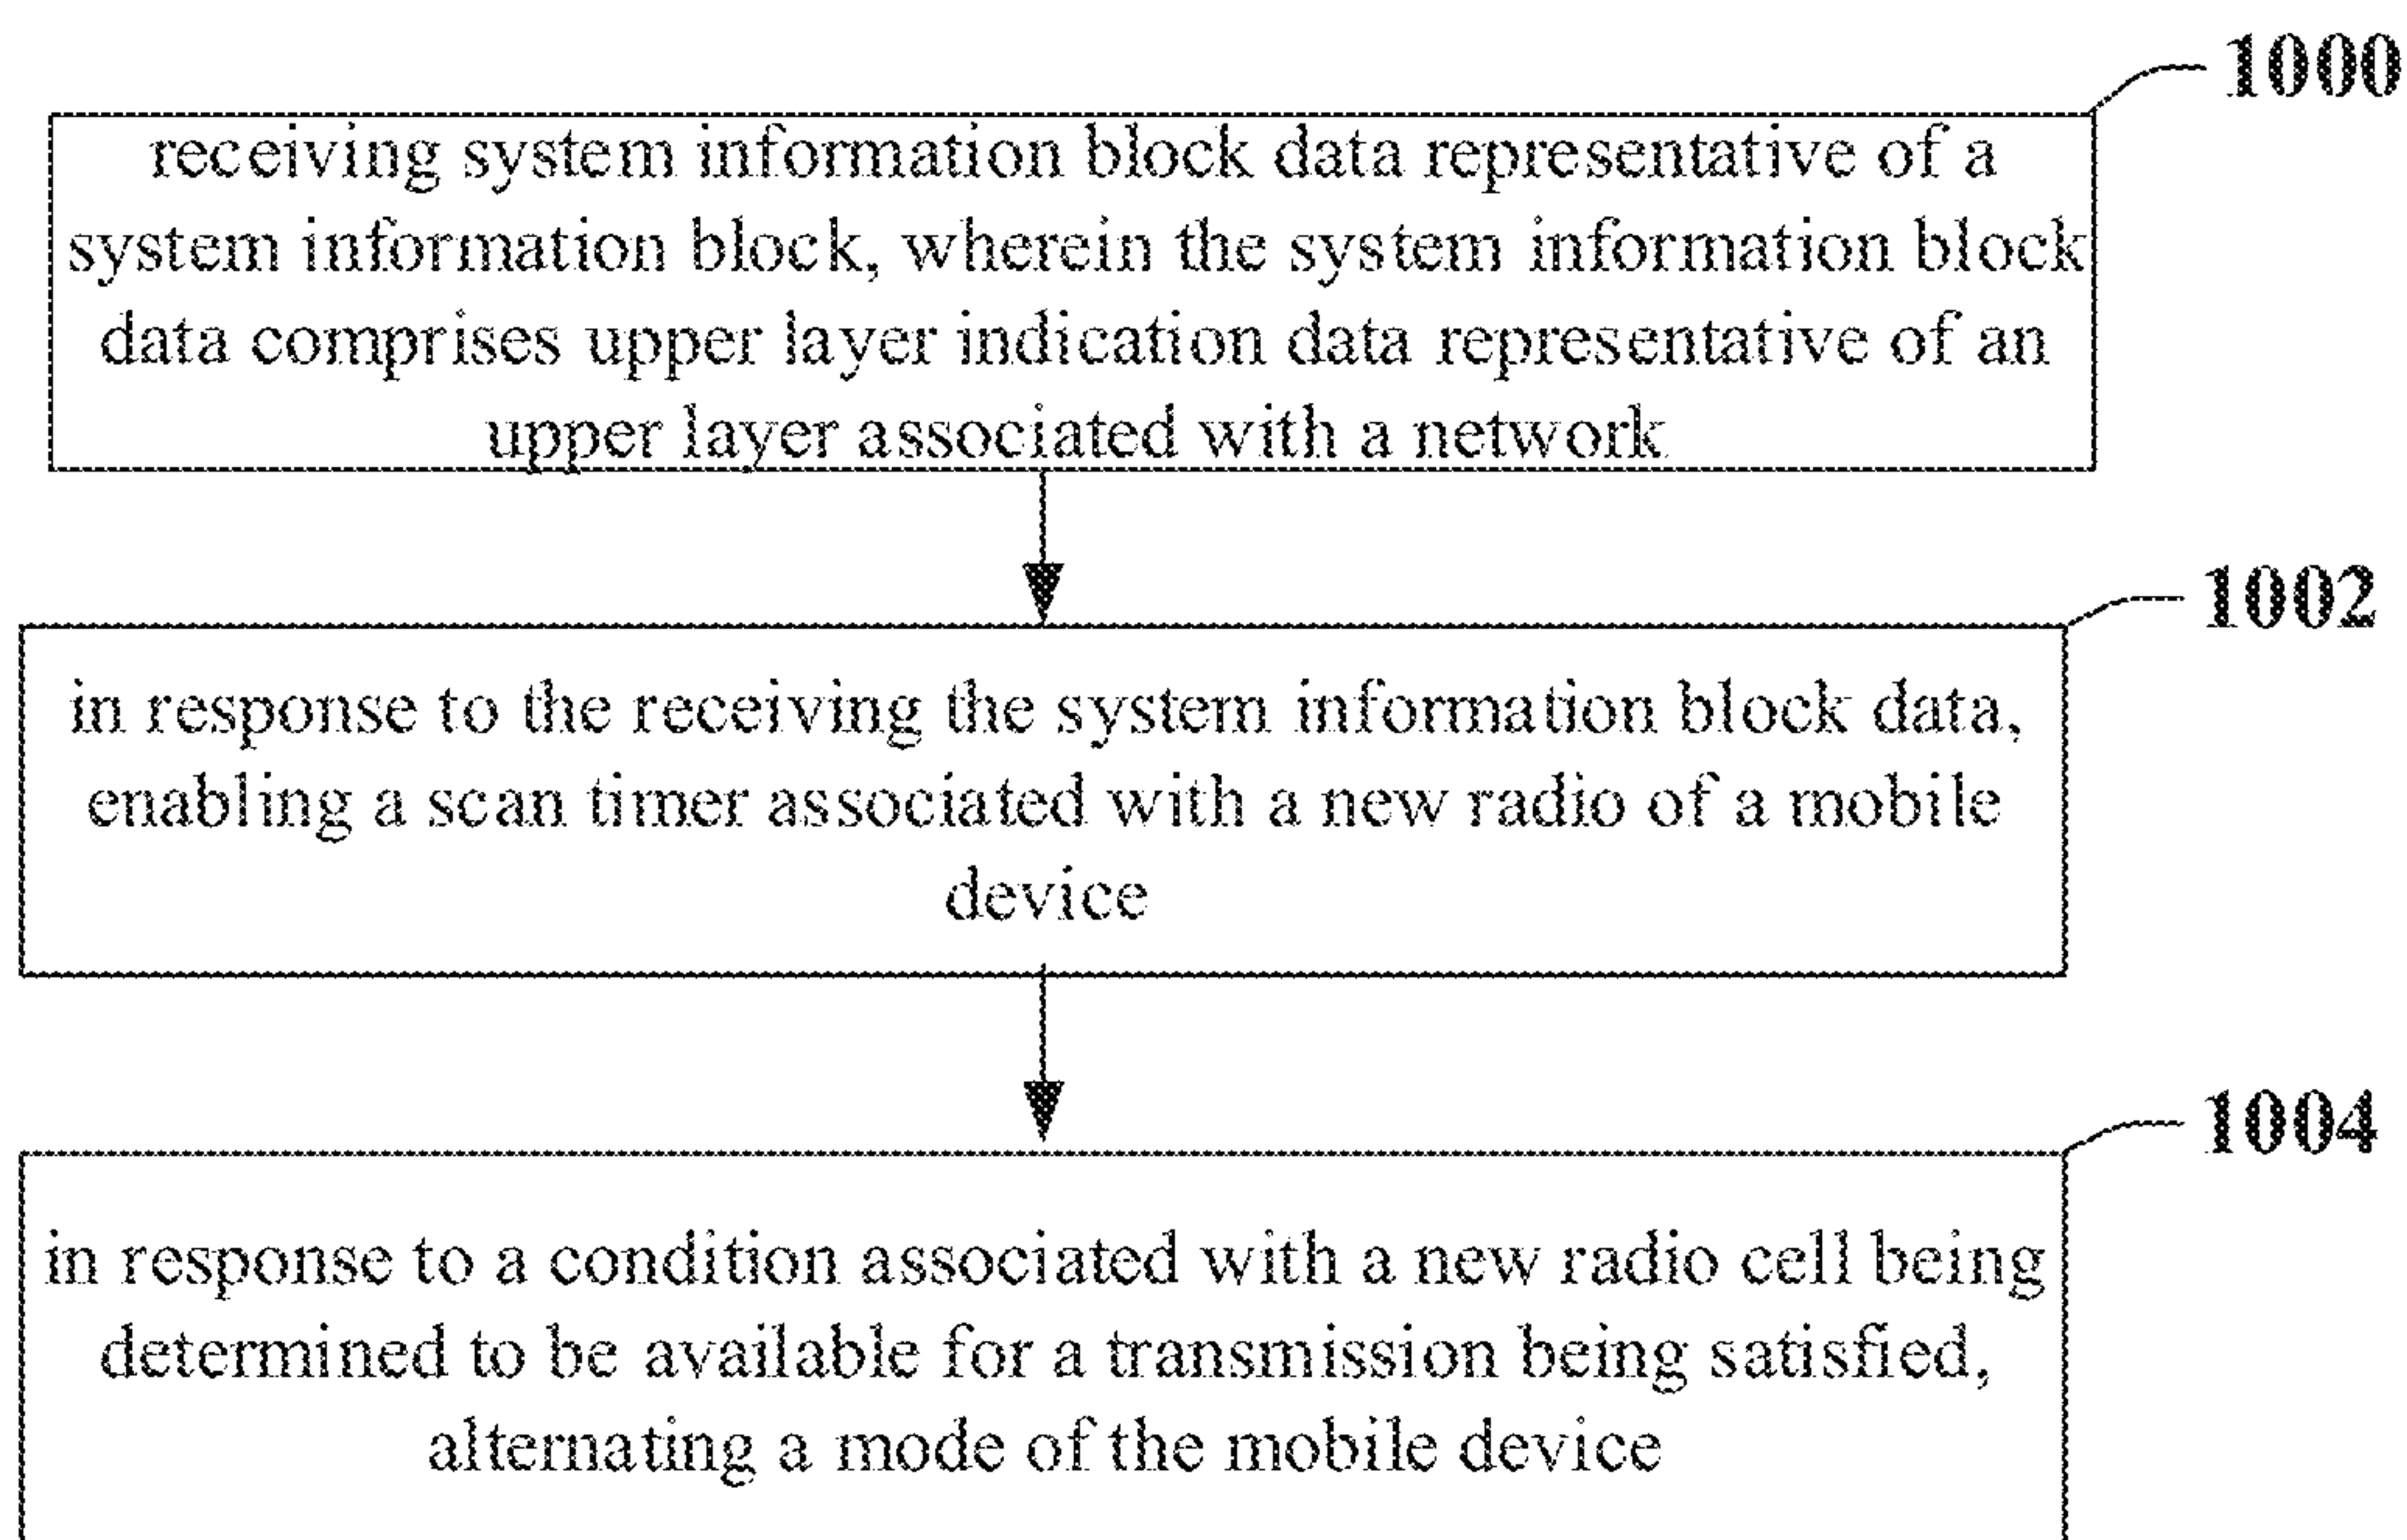 1000
receiving system information block data representative of a
system information block, wherein the system information block
data comprises upper layer indication data representative of an
upper layer associated with a network
1002
in response to the receiving the system information block data,
enabling a scan timer associated with a new radio of a mobile
device
1004
in response to a condition associated with a new radio cell being
determined to be available for a transmission being satisfied,
alternating a mode of the mobile device